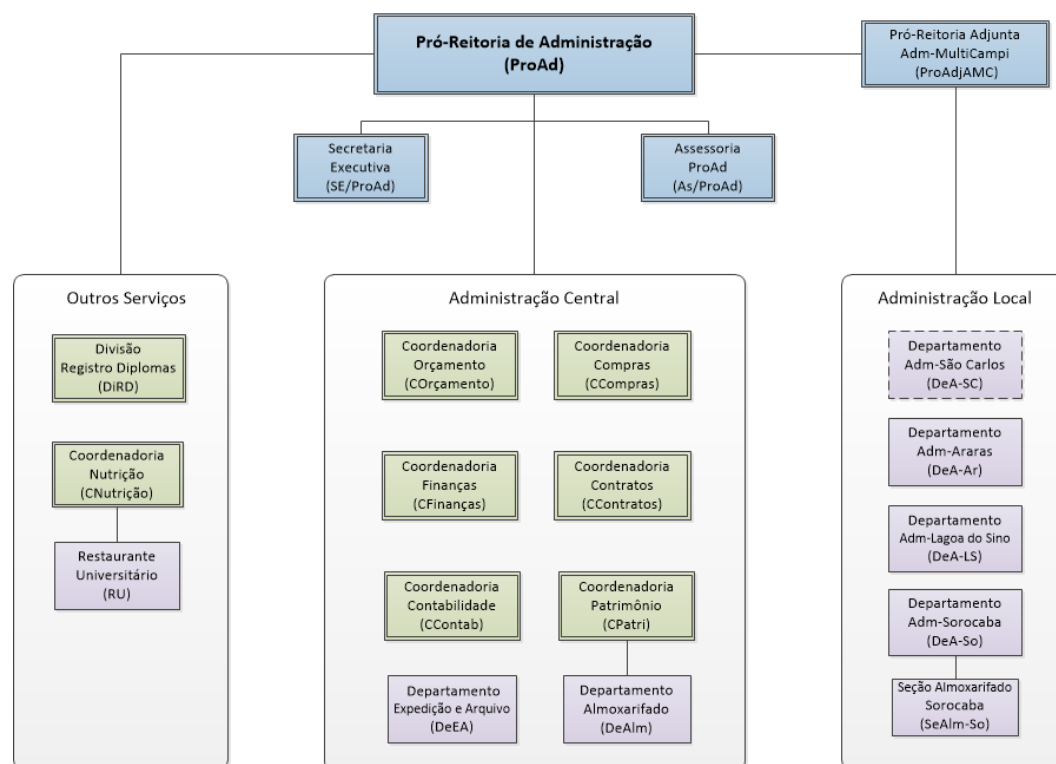 Pró-Reitoria de Administração
(ProAd)
Pró-Reitoria Adjunta
Adm-MultiCampi
(ProAdjAMC)
Secretaria
Executiva
(SE/ProAd)
Assessoria
ProAd
(As/ProAd)
Outros Serviços
Divisão
Registro Diplomas
(DiRD)
Coordenadoria
Nutrição
(CNutrição)
Restaurante
Universitário
(RU)
Administração Central
Coordenadoria
Orçamento
(COrçamento)
Coordenadoria
Compras
(CCompras)
Coordenadoria
Finanças
(CFinanças)
Coordenadoria
Contratos
(CContratos)
Coordenadoria
Contabilidade
(CContab)
Coordenadoria
Patrimônio
(CPatri)
Departamento
Expedição e Arquivo
(DeEA)
Departamento
Almoxarifado
(DeAlm)
Administração Local
Departamento
Adm-São Carlos
(DeA-SC)
Departamento
Adm-Araras
(DeA-Ar)
Departamento
Adm-Lagoa do Sino
(DeA-LS)
Departamento
Adm-Sorocaba
(DeA-So)
Seção Almoxarifado
Sorocaba
(SeAlm-So)